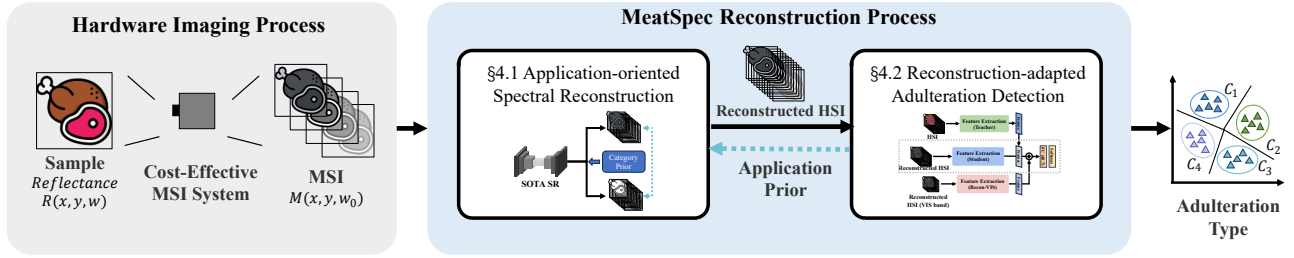 Hardware Imaging Process
Sample
Reflectance
R(x, y, w)
Cost-Effective
MSI System
MSI
M(x, y, w₀)
MeatSpec Reconstruction Process
§4.1 Application-oriented
Spectral Reconstruction
SOTA SR
Category
Prior
Reconstructed HSI
Application
Prior
§4.2 Reconstruction-adapted
Adulteration Detection
HSI
Feature Extraction
(Teacher)
Reconstructed HSI
Feature Extraction
(Student)
Reconstructed
HSI (VIS band)
Feature Extraction
(Recon-VIS)
C₁
C₂
C₃
C₄
Adulteration
Type